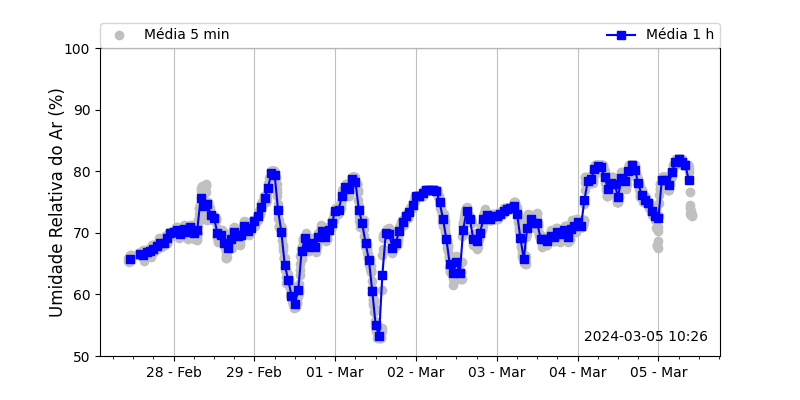 Média 5 min
Média 1 h
Umidade Relativa do Ar (%)
100
90
80
70
60
50
2024-03-05 10:26
28 - Feb
29 - Feb
01 - Mar
02 - Mar
03 - Mar
04 - Mar
05 - Mar